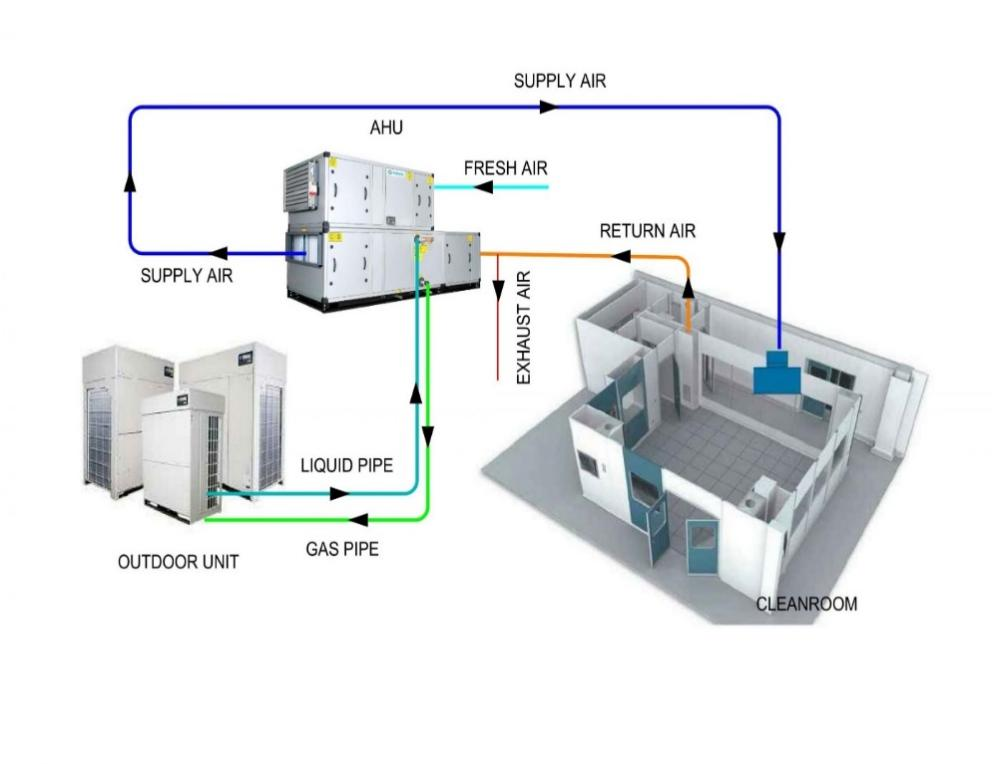 SUPPLY AIR
AHU
FRESH AIR
RETURN AIR
SUPPLY AIR
EXHAUST AIR
LIQUID PIPE
GAS PIPE
OUTDOOR UNIT
CLEANROOM